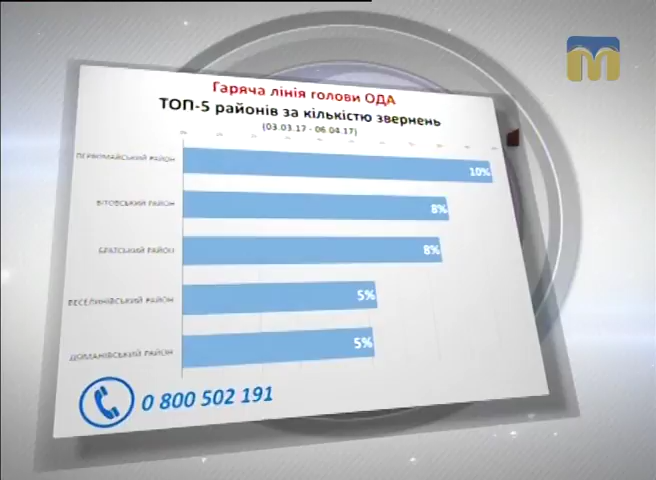 Гаряча лінія голови ОДА
ТОП-5 районів за кількістю звернень
(03.03.17 - 06.04.17)
ПЕРВОМАЙСЬКИЙ РАЙОН
10%
ВІТОВСЬКИЙ РАЙОН
8%
БРАТСЬКИЙ РАЙОН
8%
ВЕСЕЛИНІВСЬКИЙ РАЙОН
5%
ДОМАНІВСЬКИЙ РАЙОН
5%
0 800 502 191